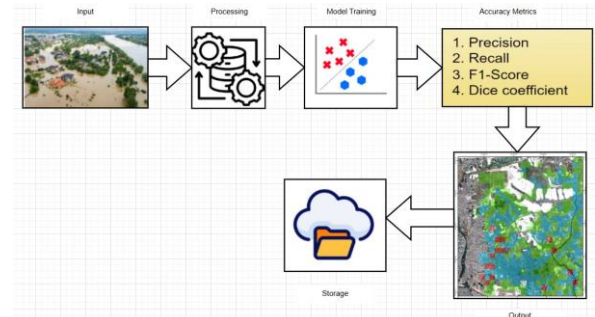 Input
Processing
Model Training
Accuracy Metrics
1. Precision
2. Recall
3. F1-Score
4. Dice coefficient
Storage
Output